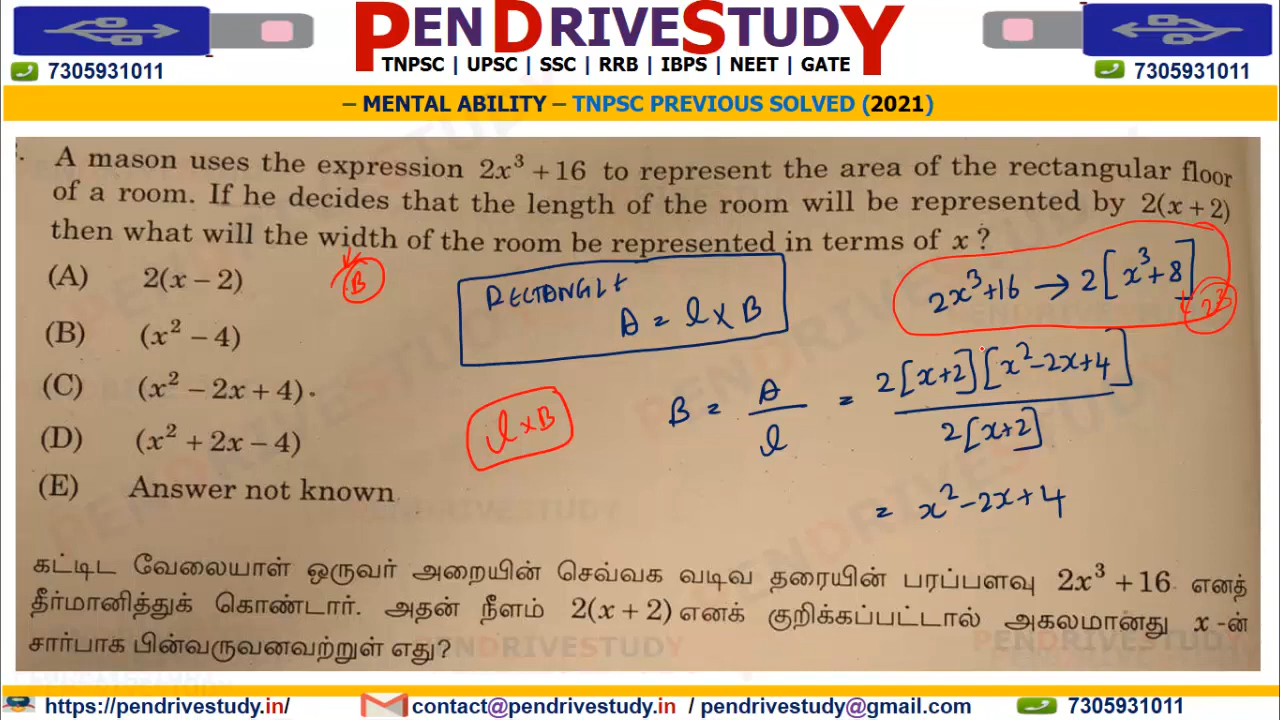 PENDRIVESTUDY
TNPSC | UPSC | SSC | RRB | IBPS | NEET | GATE
7305931011
7305931011
– MENTAL ABILITY – TNPSC PREVIOUS SOLVED (2021)
A mason uses the expression 2x³ + 16 to represent the area of the rectangular floor
of a room. If he decides that the length of the room will be represented by 2(x + 2)
then what will the width of the room be represented in terms of x ?
(A) 2(x − 2)
(B) (x² − 4)
(C) (x² − 2x + 4)
(D) (x² + 2x − 4)
(E) Answer not known
B
RECTANGLE
A = l × B
2x³+16 → 2[x³+8]
2³
l×B
B = A/l = 2[x+2][x²-2x+4] / 2[x+2]
= x²-2x+4
கட்டிட வேலையாள் ஒருவர் அறையின் செவ்வக வடிவ தரையின் பரப்பளவு 2x³ + 16 எனத்
தீர்மானித்துக் கொண்டார். அதன் நீளம் 2(x + 2) எனக் குறிக்கப்பட்டால் அகலமானது x -ன்
சார்பாக பின்வருவனவற்றுள் எது?
PENDRIVESTUDY
https://pendrivestudy.in/ contact@pendrivestudy.in / pendrivestudy@gmail.com 7305931011